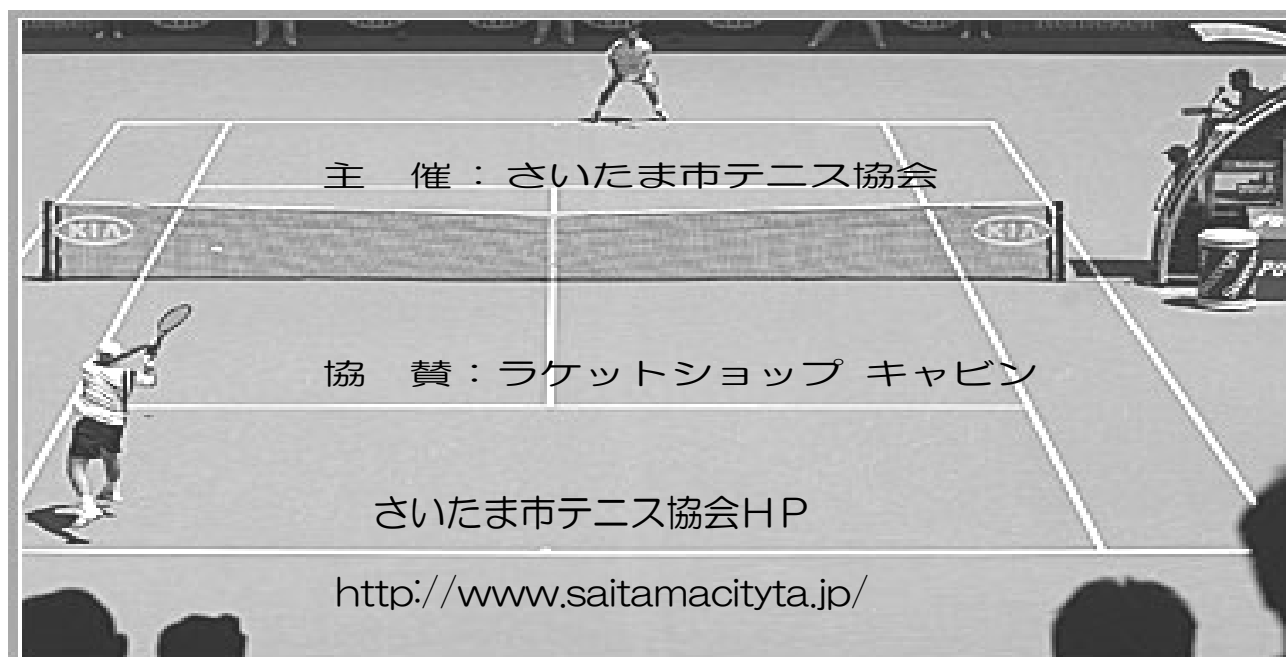 主　催：さいたま市テニス協会
KIA KIA
協　賛：ラケットショップ キャビン
さいたま市テニス協会ＨＰ
http://www.saitamacityta.jp/